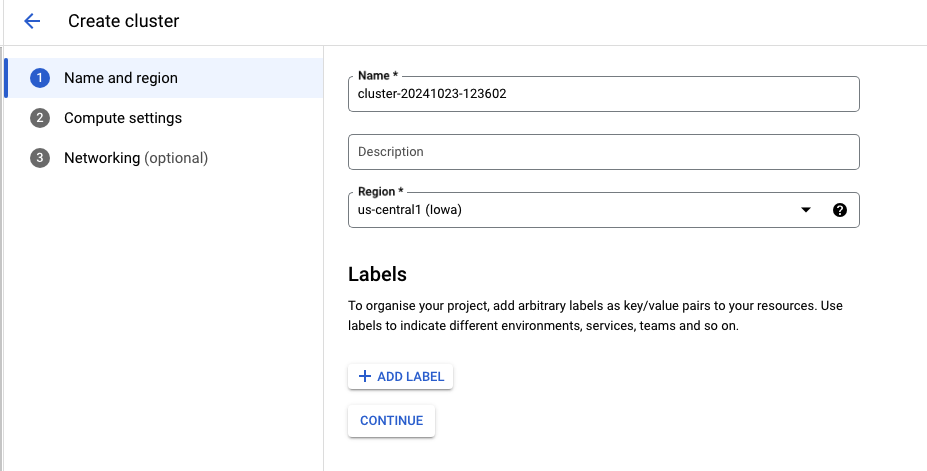 Create cluster
1 Name and region
2 Compute settings
3 Networking (optional)
Name *
cluster-20241023-123602
Description
Region *
us-central1 (Iowa)
?
Labels
To organise your project, add arbitrary labels as key/value pairs to your resources. Use
labels to indicate different environments, services, teams and so on.
+ ADD LABEL
CONTINUE